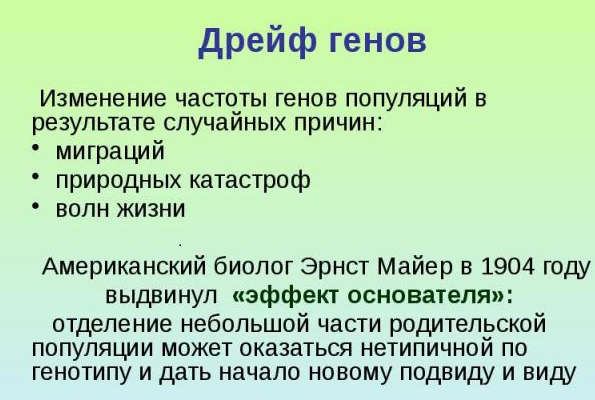 Дрейф генов
Изменение частоты генов популяций в
результате случайных причин:
• миграций
• природных катастроф
• волн жизни
.
Американский биолог Эрнст Майер в 1904 году
выдвинул «эффект основателя»:
отделение небольшой части родительской
популяции может оказаться нетипичной по
генотипу и дать начало новому подвиду и виду